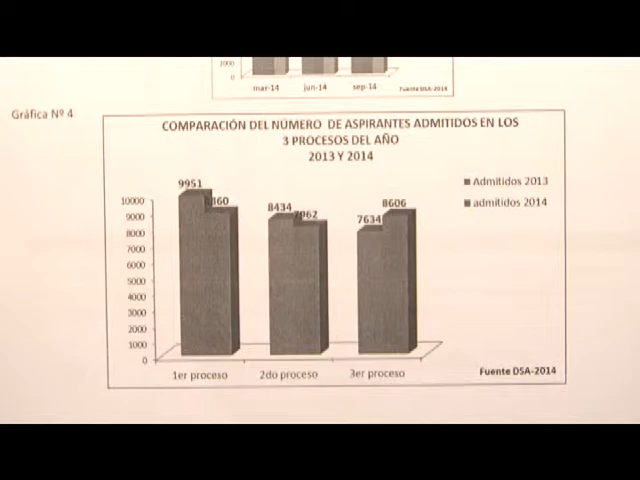 0
mar-14 jun-14 sep-14
Fuente DSA-2014
Gráfica Nº 4
COMPARACIÓN DEL NÚMERO DE ASPIRANTES ADMITIDOS EN LOS
3 PROCESOS DEL AÑO
2013 Y 2014
Admitidos 2013
admitidos 2014
9951
8434
7962
7634
8606
10000
9000
8000
7000
6000
5000
4000
3000
2000
1000
0
1er proceso 2do proceso 3er proceso
Fuente DSA-2014